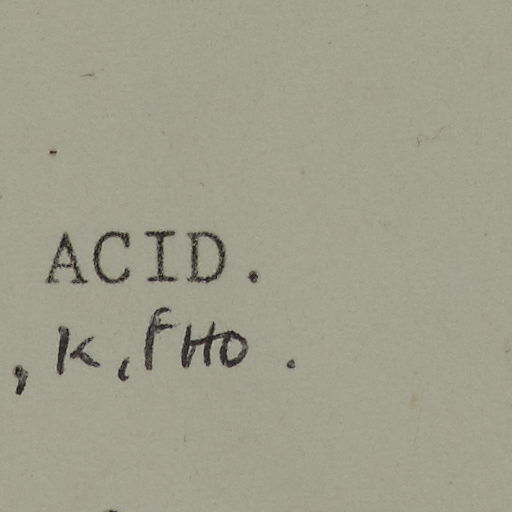 ACID.
, K, FHO.